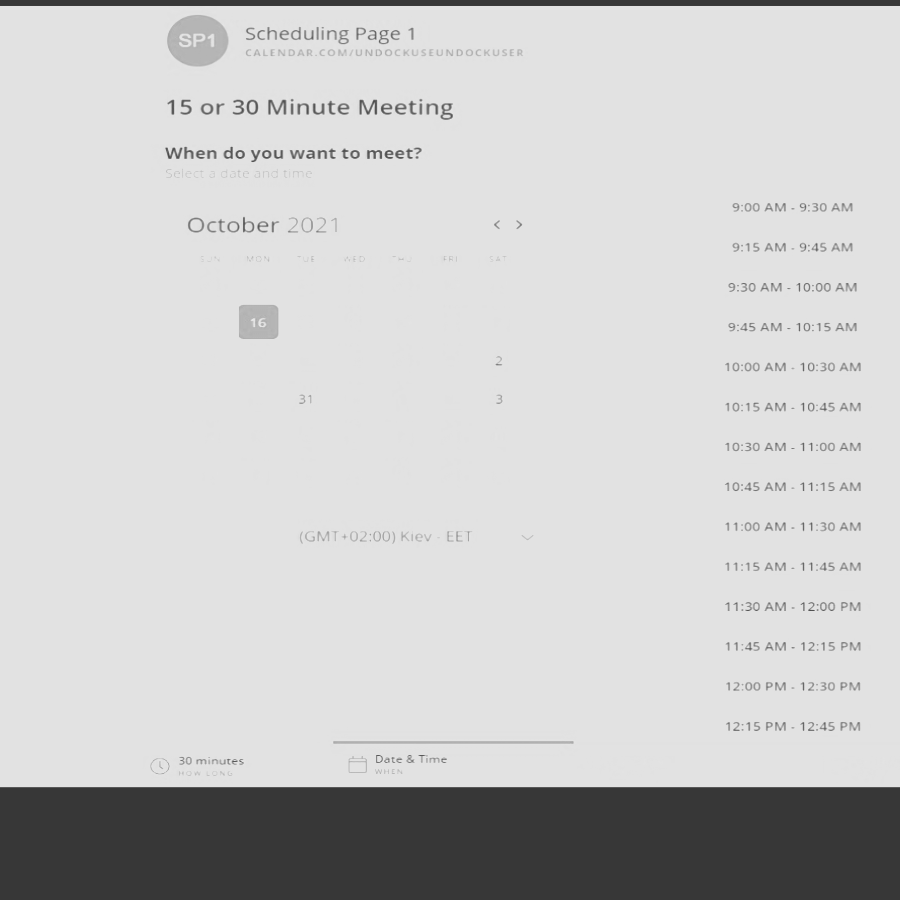 SP1
Scheduling Page 1
CALENDAR.COM/UNDOCKUSEUNDOCKUSER
15 or 30 Minute Meeting
When do you want to meet?
Select a date and time
October 2021 < >
SUN MON TUE WED THU FRI SAT
16
2
31 3
(GMT+02:00) Kiev - EET
9:00 AM - 9:30 AM
9:15 AM - 9:45 AM
9:30 AM - 10:00 AM
9:45 AM - 10:15 AM
10:00 AM - 10:30 AM
10:15 AM - 10:45 AM
10:30 AM - 11:00 AM
10:45 AM - 11:15 AM
11:00 AM - 11:30 AM
11:15 AM - 11:45 AM
11:30 AM - 12:00 PM
11:45 AM - 12:15 PM
12:00 PM - 12:30 PM
12:15 PM - 12:45 PM
30 minutes
HOW LONG
Date & Time
WHEN